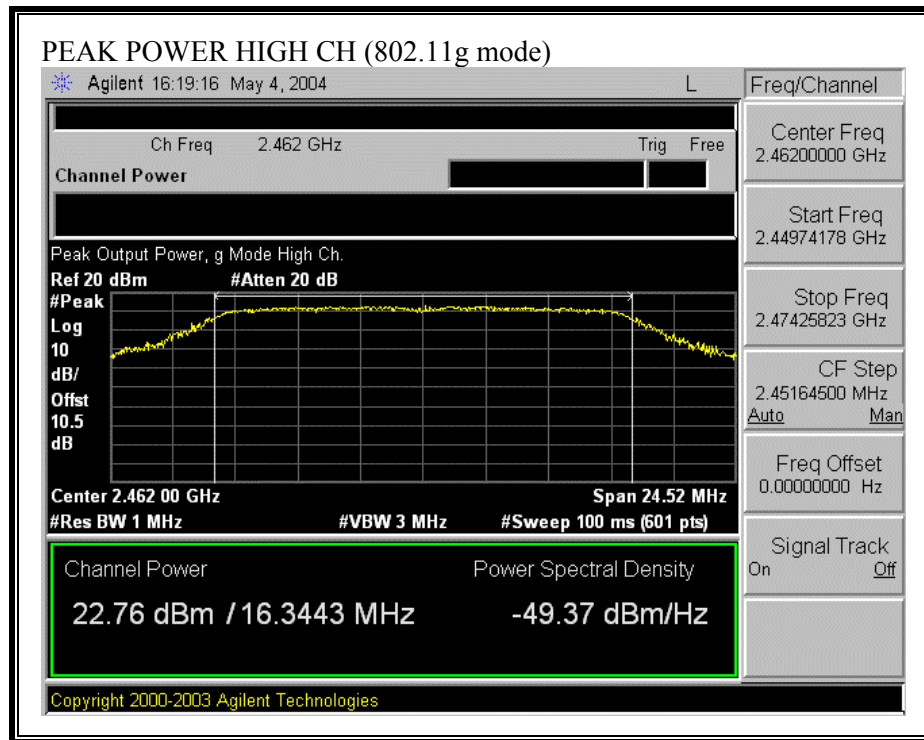 PEAK POWER HIGH CH (802.11g mode)
Agilent 16:19:16 May 4, 2004 L
Freq/Channel
Ch Freq 2.462 GHz Trig Free
Channel Power
Center Freq
2.46200000 GHz
Start Freq
2.44974178 GHz
Stop Freq
2.47425823 GHz
CF Step
2.45164500 MHz
Auto Man
Freq Offset
0.00000000 Hz
Signal Track
On Off
Peak Output Power, g Mode High Ch.
Ref 20 dBm #Atten 20 dB
#Peak
Log
10
dB/
Offst
10.5
dB
Center 2.462 00 GHz Span 24.52 MHz
#Res BW 1 MHz #VBW 3 MHz #Sweep 100 ms (601 pts)
Channel Power Power Spectral Density
22.76 dBm / 16.3443 MHz -49.37 dBm/Hz
Copyright 2000-2003 Agilent Technologies